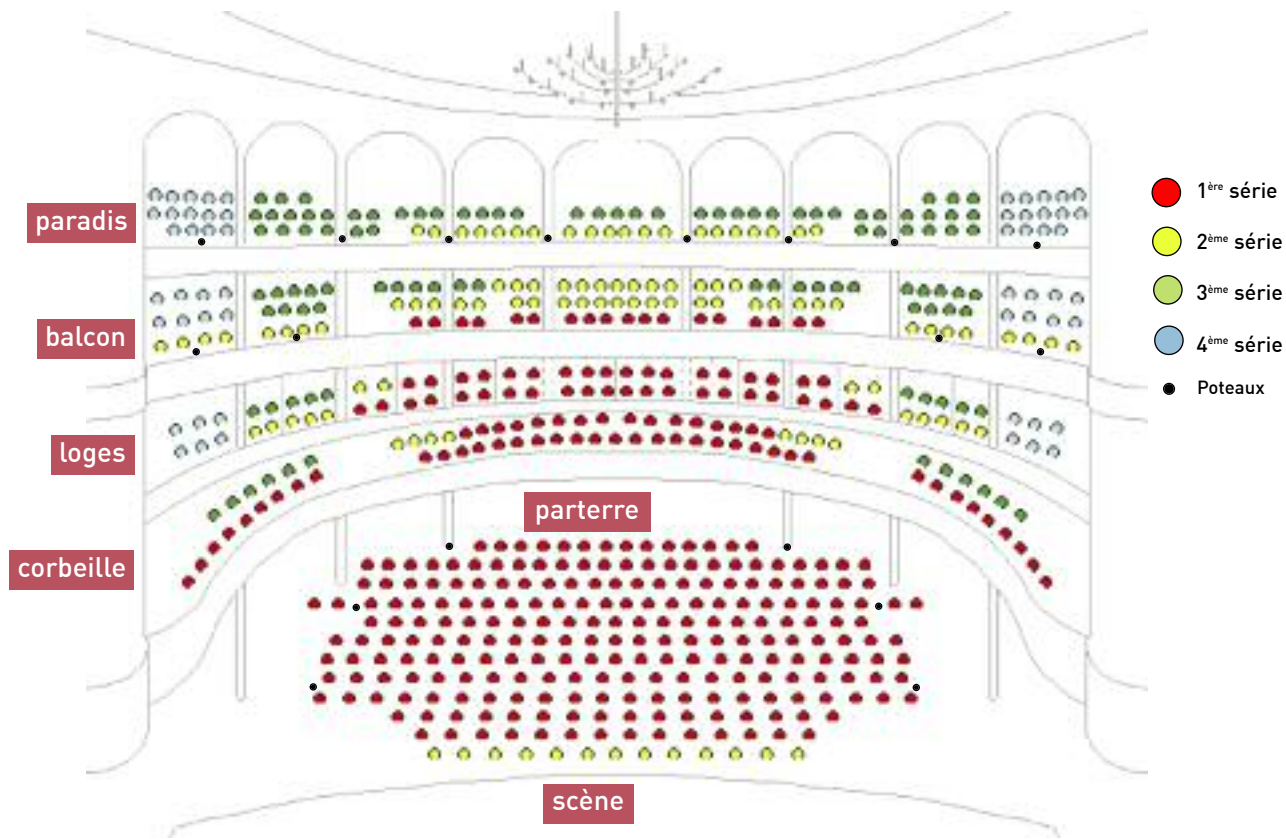 paradis
balcon
loges
corbeille
parterre
scène
1ère série
2ème série
3ème série
4ème série
Poteaux